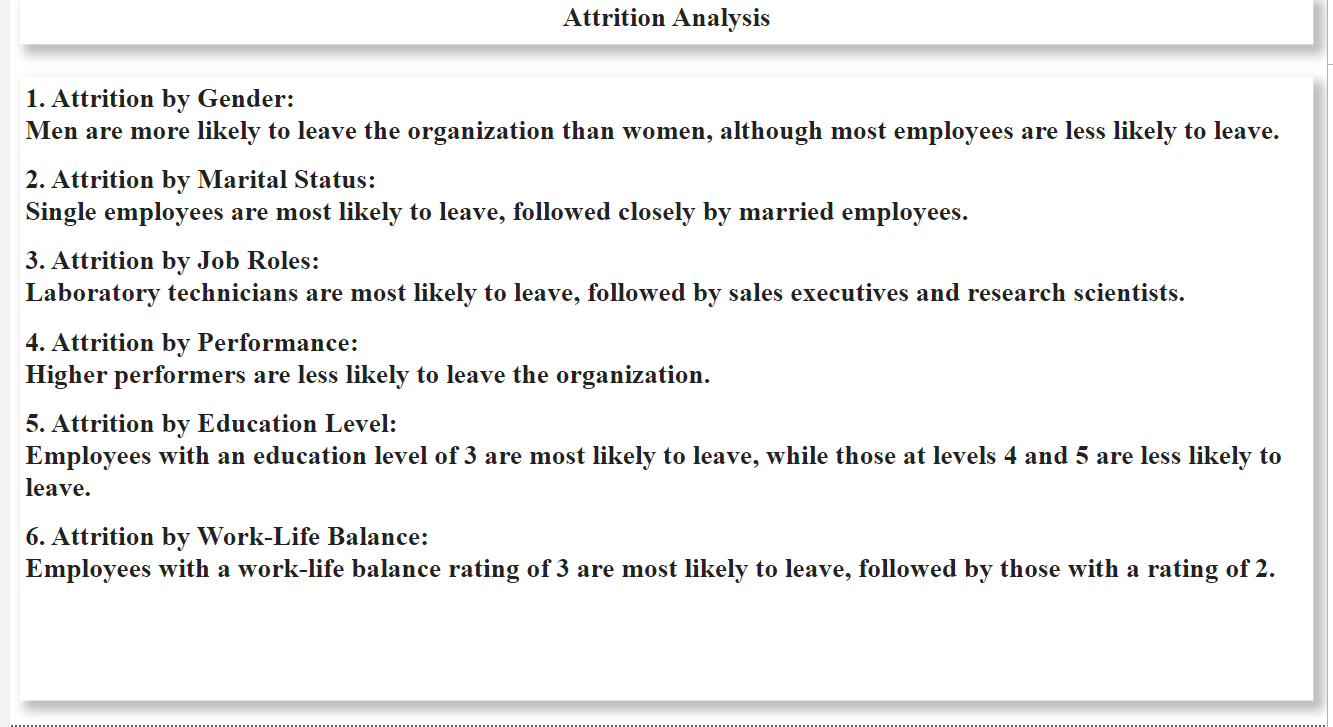 Attrition Analysis
1. Attrition by Gender:
Men are more likely to leave the organization than women, although most employees are less likely to leave.
2. Attrition by Marital Status:
Single employees are most likely to leave, followed closely by married employees.
3. Attrition by Job Roles:
Laboratory technicians are most likely to leave, followed by sales executives and research scientists.
4. Attrition by Performance:
Higher performers are less likely to leave the organization.
5. Attrition by Education Level:
Employees with an education level of 3 are most likely to leave, while those at levels 4 and 5 are less likely to
leave.
6. Attrition by Work-Life Balance:
Employees with a work-life balance rating of 3 are most likely to leave, followed by those with a rating of 2.